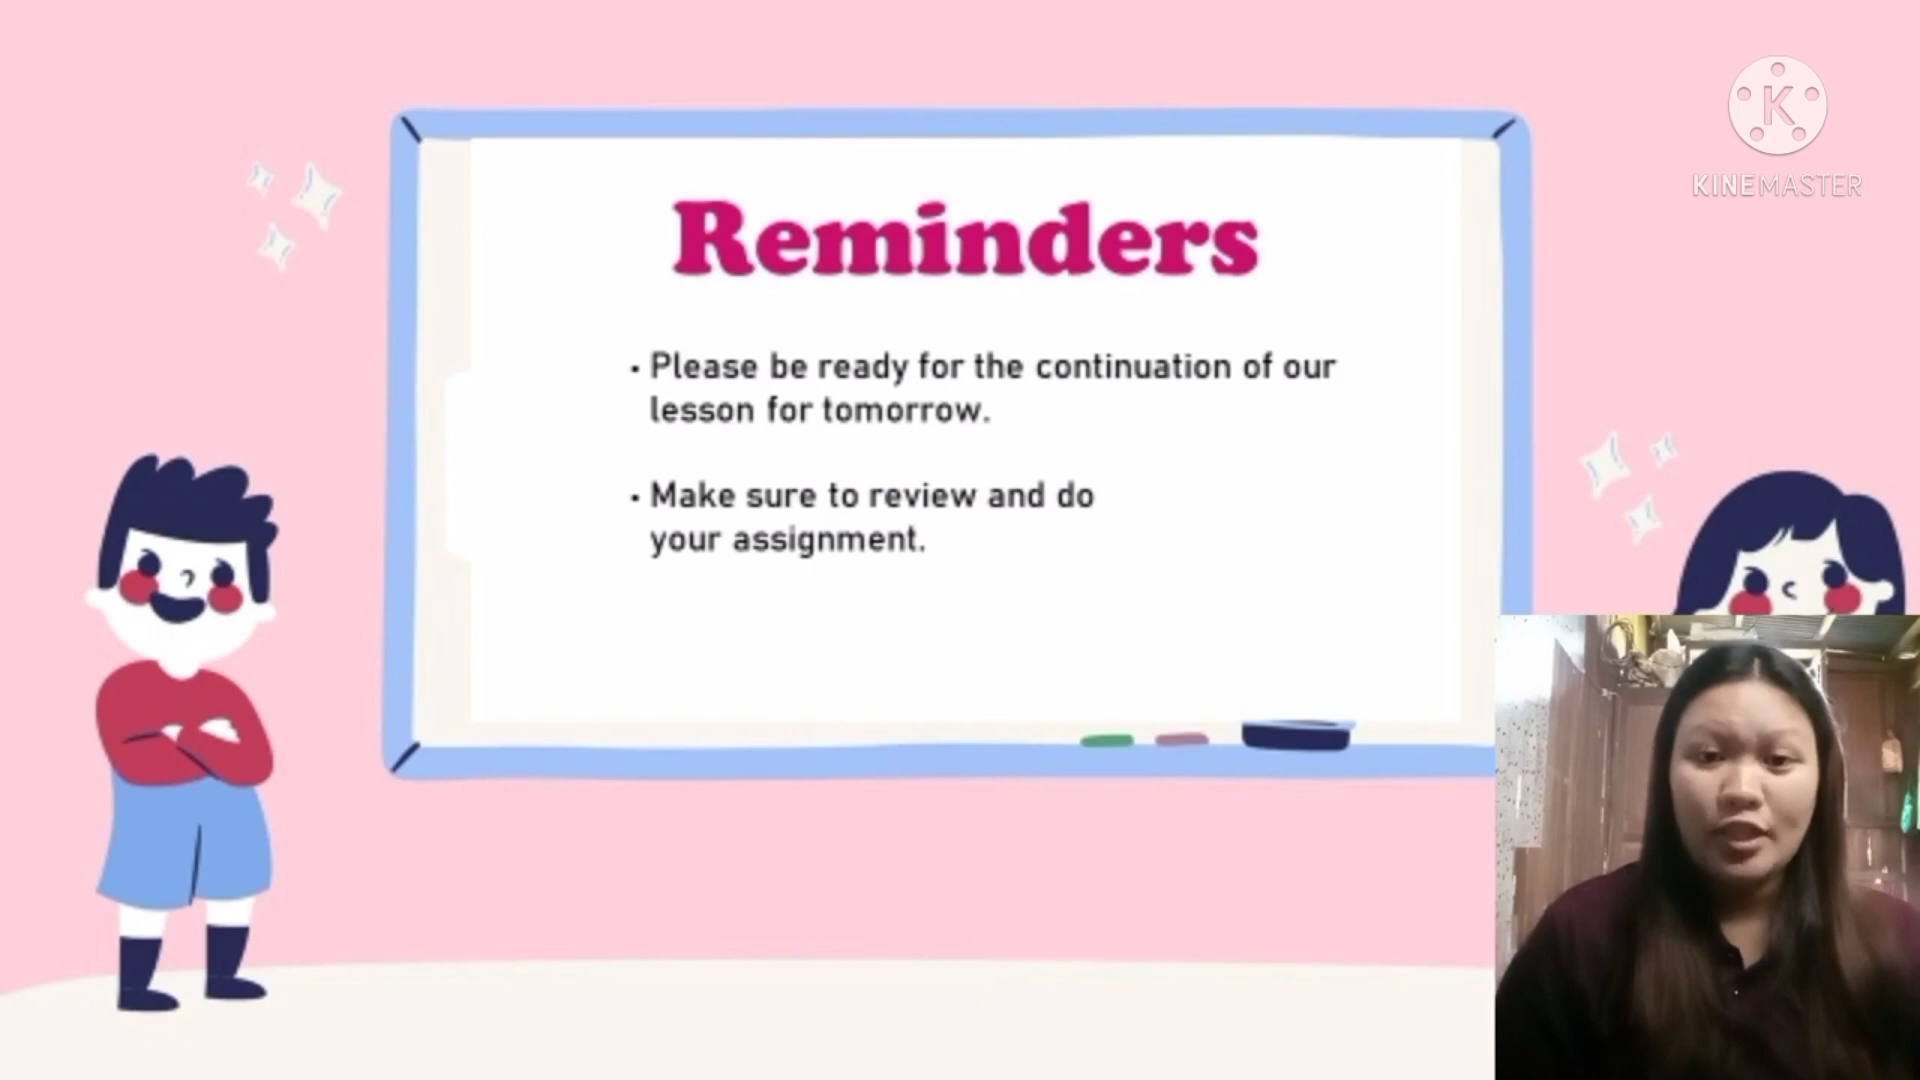 K
KINEMASTER
Reminders
· Please be ready for the continuation of our
lesson for tomorrow.
· Make sure to review and do
your assignment.